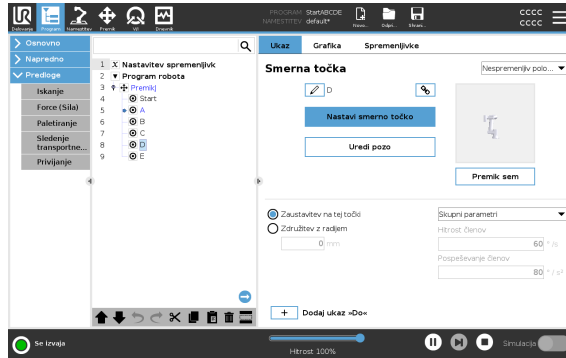 PROGRAM StartABCDE
NAMESTITEV default*
cccc
cccc
Delovanje Program Namestitev Premik V/I Dnevnik
Novo... Odpri... Shran...
Osnovno
Napredno
Predloge
Iskanje
Force (Sila)
Paletiranje
Sledenje
transportne...
Privijanje
1 X Nastavitev spremenljivk
2 Program robota
3 PremikJ
4 Start
5 A
6 B
7 C
8 D
9 E
Ukaz Grafika Spremenljivke
Smerna točka
Nespremenljiv polo...
D
Nastavi smerno točko
Uredi pozo
Premik sem
Zaustavitev na tej točki
Združitev z radijem
0 mm
Skupni parametri
Hitrost členov
60 °/s
Pospeševanje členov
80 °/s²
+ Dodaj ukaz »Do«
Se izvaja
Hitrost 100%
Simulacija